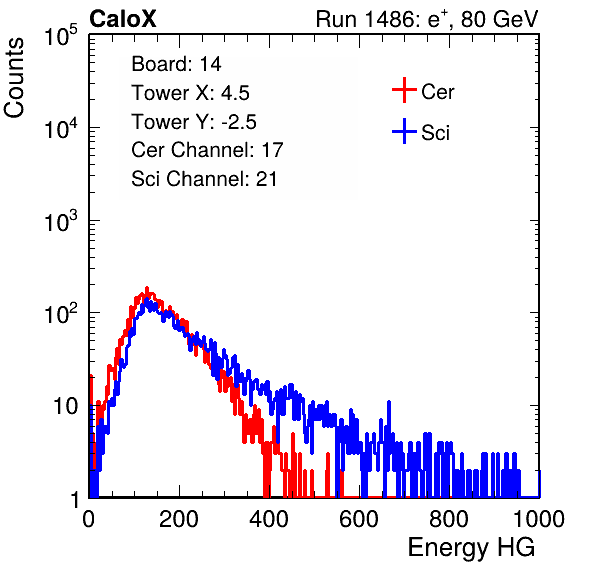 CaloX Run 1486: e⁺, 80 GeV
Counts
10⁵
10⁴
10³
10²
10
1
Board: 14
Tower X: 4.5
Tower Y: -2.5
Cer Channel: 17
Sci Channel: 21
Cer
Sci
0 200 400 600 800 1000
Energy HG